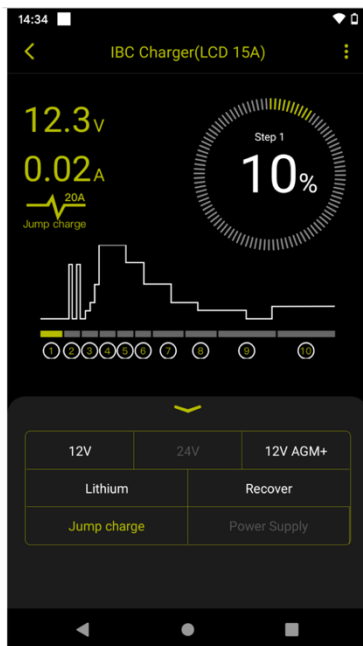 14:34
IBC Charger(LCD 15A)
12.3V
0.02A
20A
Jump charge
Step 1
10%
1 2 3 4 5 6 7 8 9 10
12V 24V 12V AGM+
Lithium Recover
Jump charge Power Supply